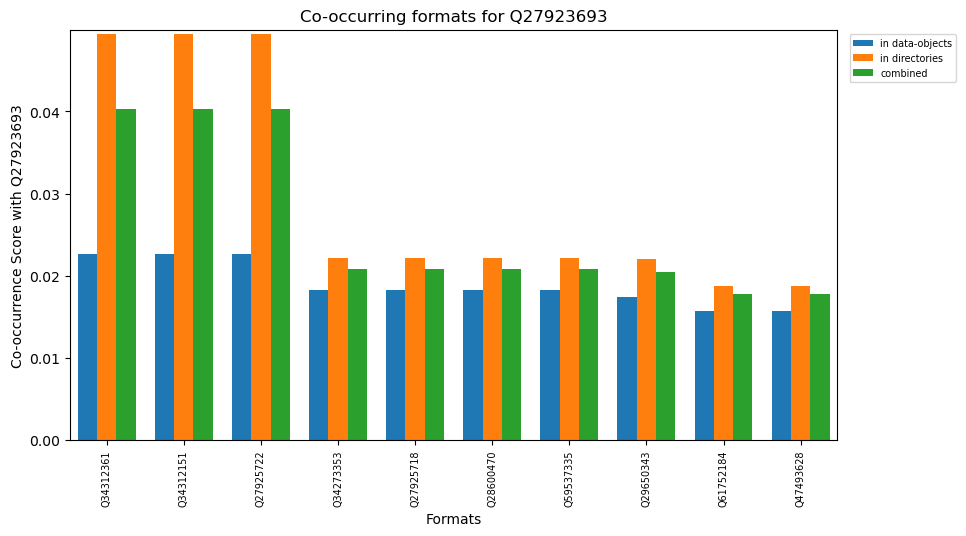 Co-occurring formats for Q27923693
in data-objects
in directories
combined
Co-occurrence Score with Q27923693
0.04
0.03
0.02
0.01
0.00
Q34312361
Q34312151
Q27925722
Q34273353
Q27925718
Q28600470
Q59537335
Q29650343
Q61752184
Q47493628
Formats